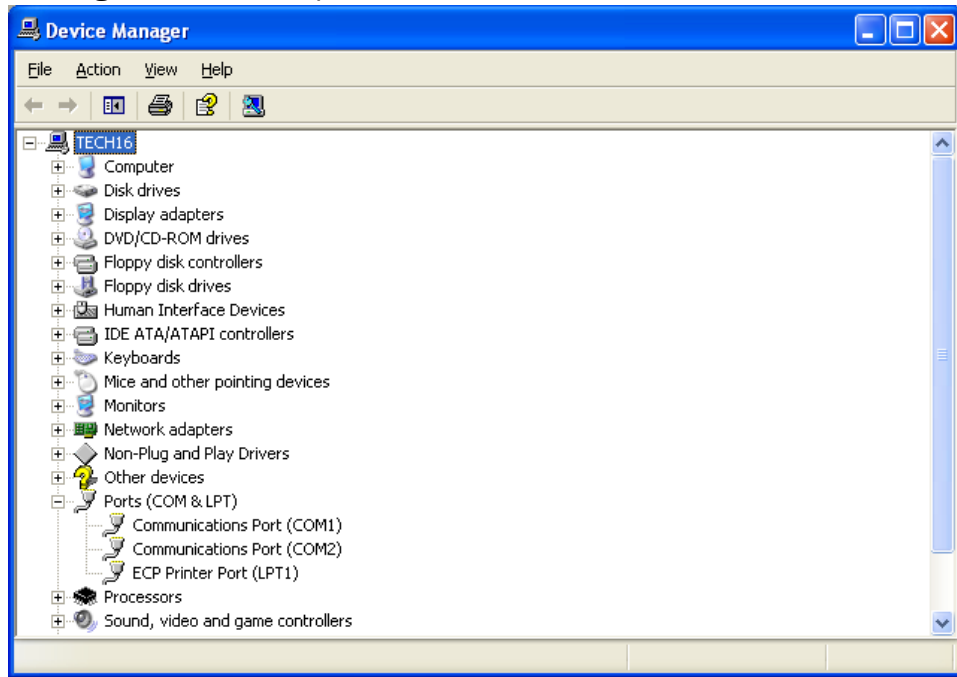 Device Manager
File Action View Help
TECH16
Computer
Disk drives
Display adapters
DVD/CD-ROM drives
Floppy disk controllers
Floppy disk drives
Human Interface Devices
IDE ATA/ATAPI controllers
Keyboards
Mice and other pointing devices
Monitors
Network adapters
Non-Plug and Play Drivers
Other devices
Ports (COM & LPT)
Communications Port (COM1)
Communications Port (COM2)
ECP Printer Port (LPT1)
Processors
Sound, video and game controllers